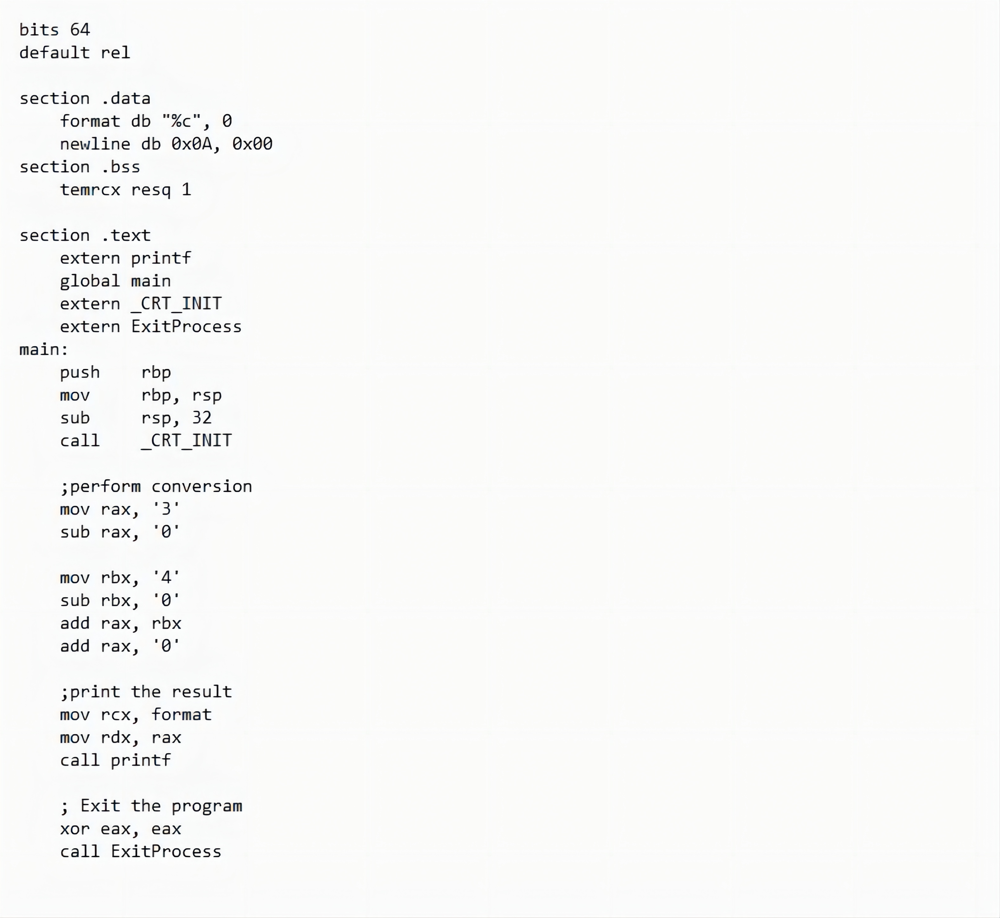 bits 64
default rel
section .data
format db "%c", 0
newline db 0x0A, 0x00
section .bss
temrcx resq 1
section .text
extern printf
global main
extern _CRT_INIT
extern ExitProcess
main:
push    rbp
mov     rbp, rsp
sub     rsp, 32
call    _CRT_INIT
;perform conversion
mov rax, '3'
sub rax, '0'
mov rbx, '4'
sub rbx, '0'
add rax, rbx
add rax, '0'
;print the result
mov rcx, format
mov rdx, rax
call printf
; Exit the program
xor eax, eax
call ExitProcess